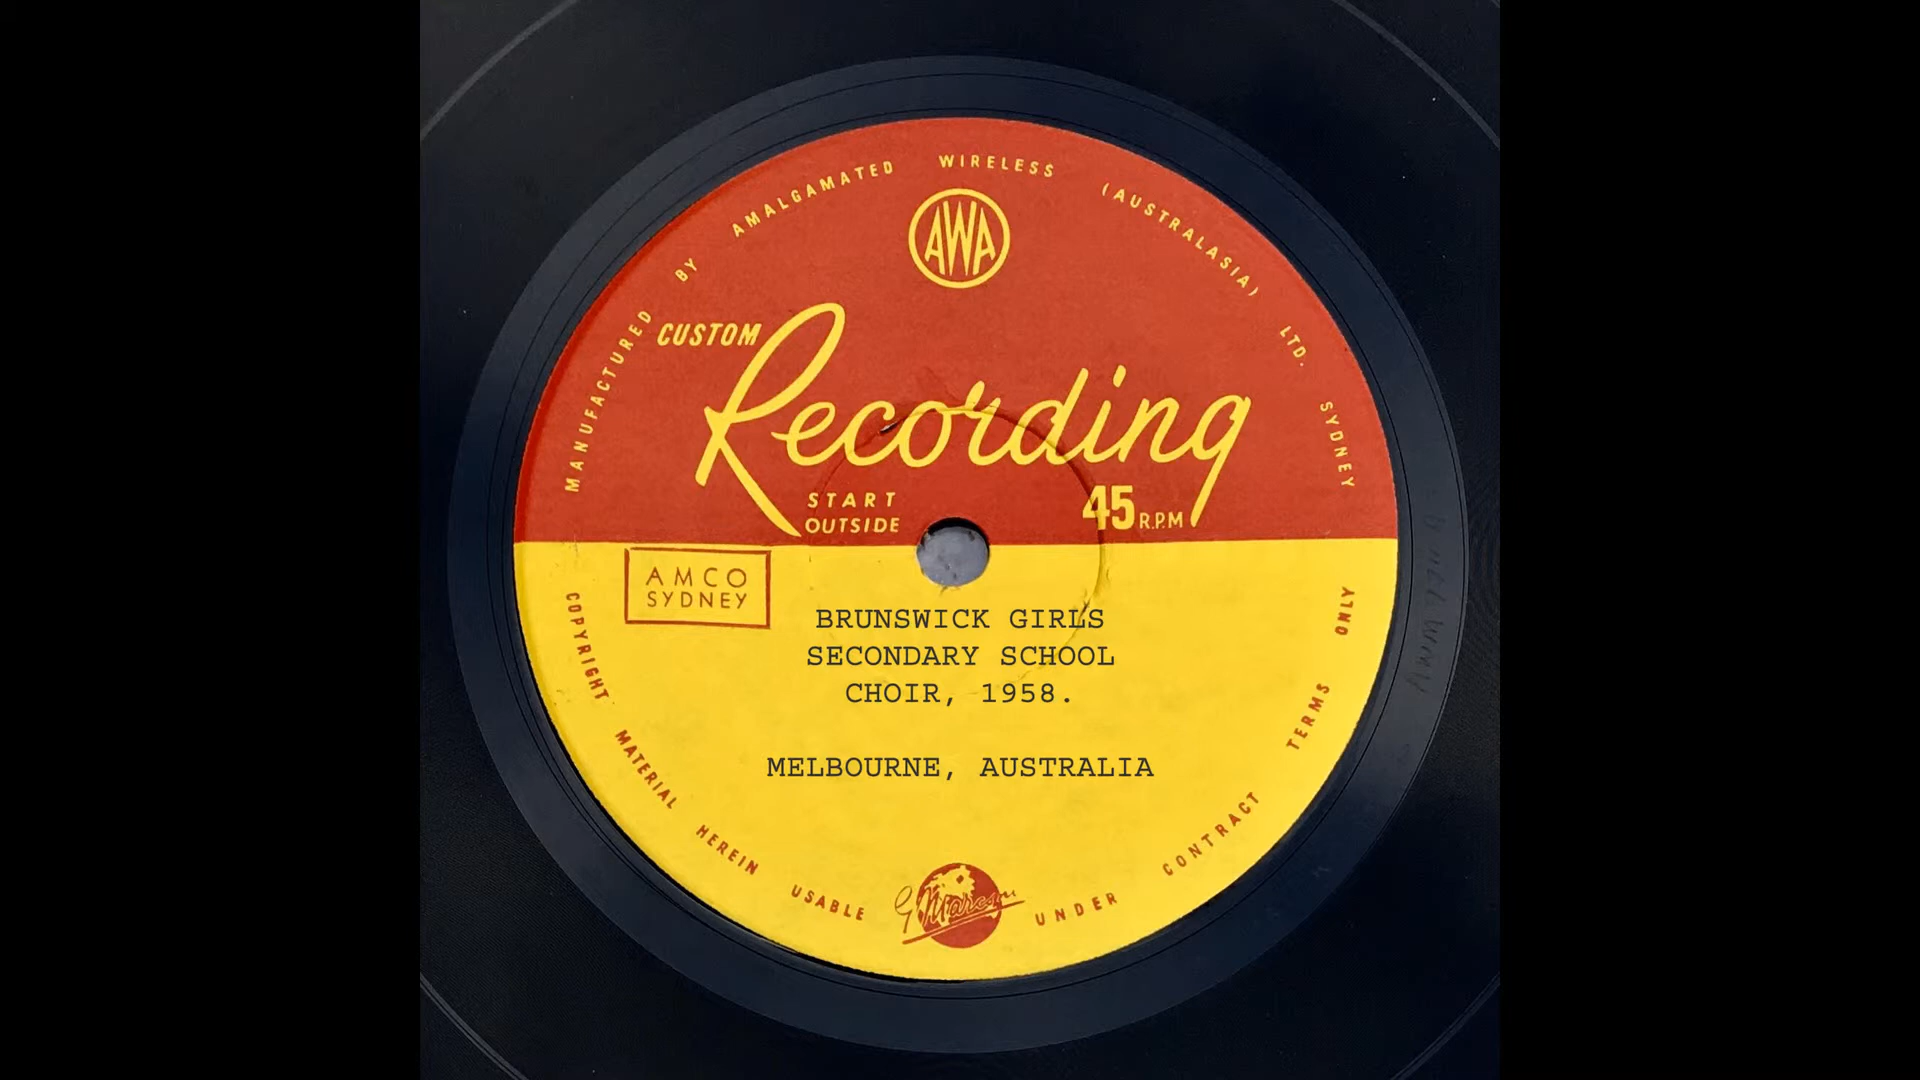 MANUFACTURED BY AMALGAMATED WIRELESS (AUSTRALASIA) LTD. SYDNEY
AWA
CUSTOM
Recording
START
OUTSIDE
45 R.P.M
AMCO
SYDNEY
BRUNSWICK GIRLS
SECONDARY SCHOOL
CHOIR, 1958.
MELBOURNE, AUSTRALIA
G Marconi
COPYRIGHT MATERIAL HEREIN USABLE UNDER CONTRACT TERMS ONLY